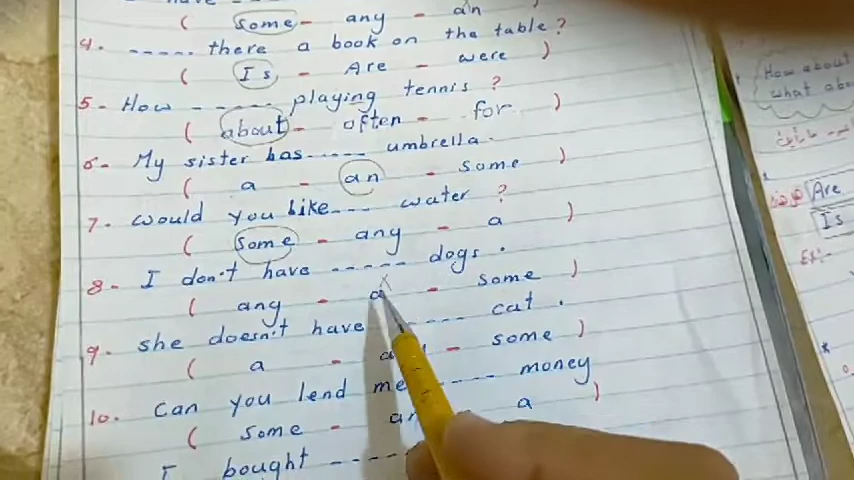 have
( some - any - an
4- ----- there a book on the table ?
( Is - Are - were )
5- How ------ playing tennis ?
( about - often - for )
6- My sister has ----- umbrella.
( a - an - some )
7- would you like ---- water ?
( some - any - a )
8- I don't have ----- dogs .
( any - a - some )
9- she doesn't have ---- cat .
( a - - some )
10- Can you lend me ---- money
( some - - a )
I bought ----
How about
what about
Are
Is